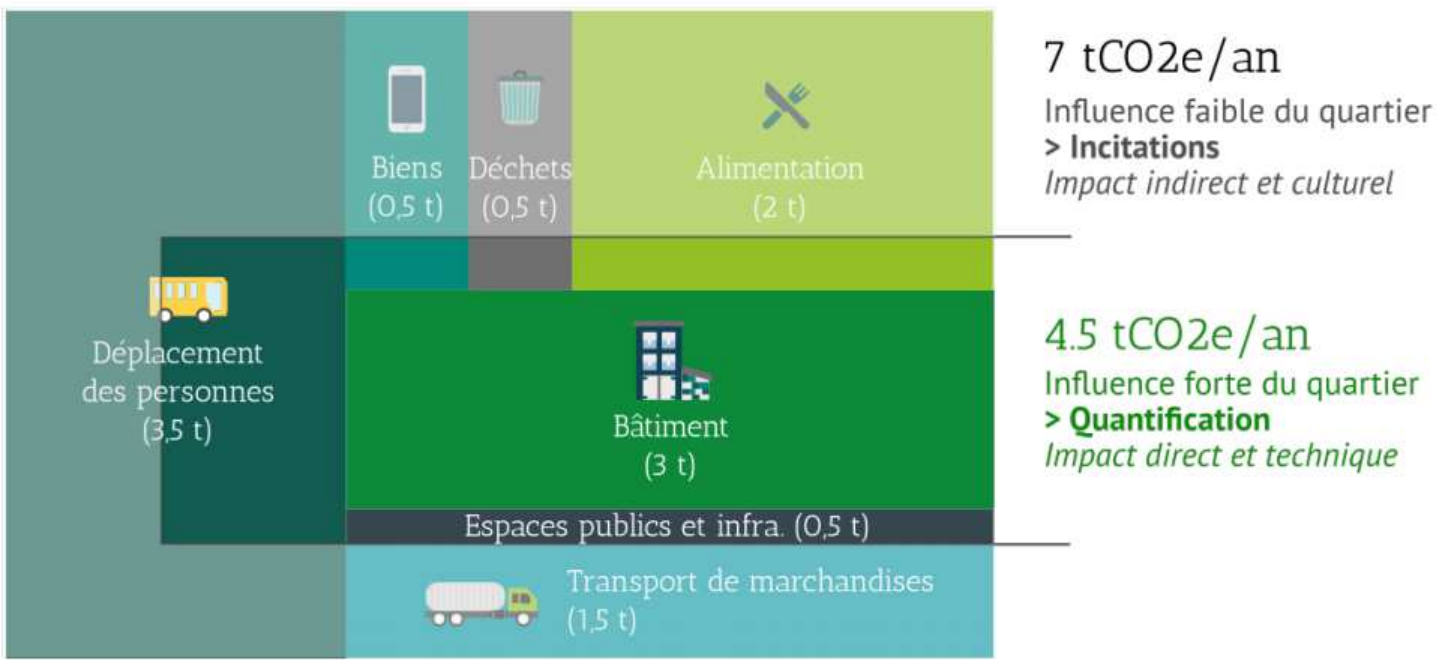 Biens
(0,5 t)
Déchets
(0,5 t)
Alimentation
(2 t)
Déplacement
des personnes
(3,5 t)
Bâtiment
(3 t)
Espaces publics et infra. (0,5 t)
Transport de marchandises
(1,5 t)
7 tCO2e/an
Influence faible du quartier
> Incitations
Impact indirect et culturel
4.5 tCO2e/an
Influence forte du quartier
> Quantification
Impact direct et technique